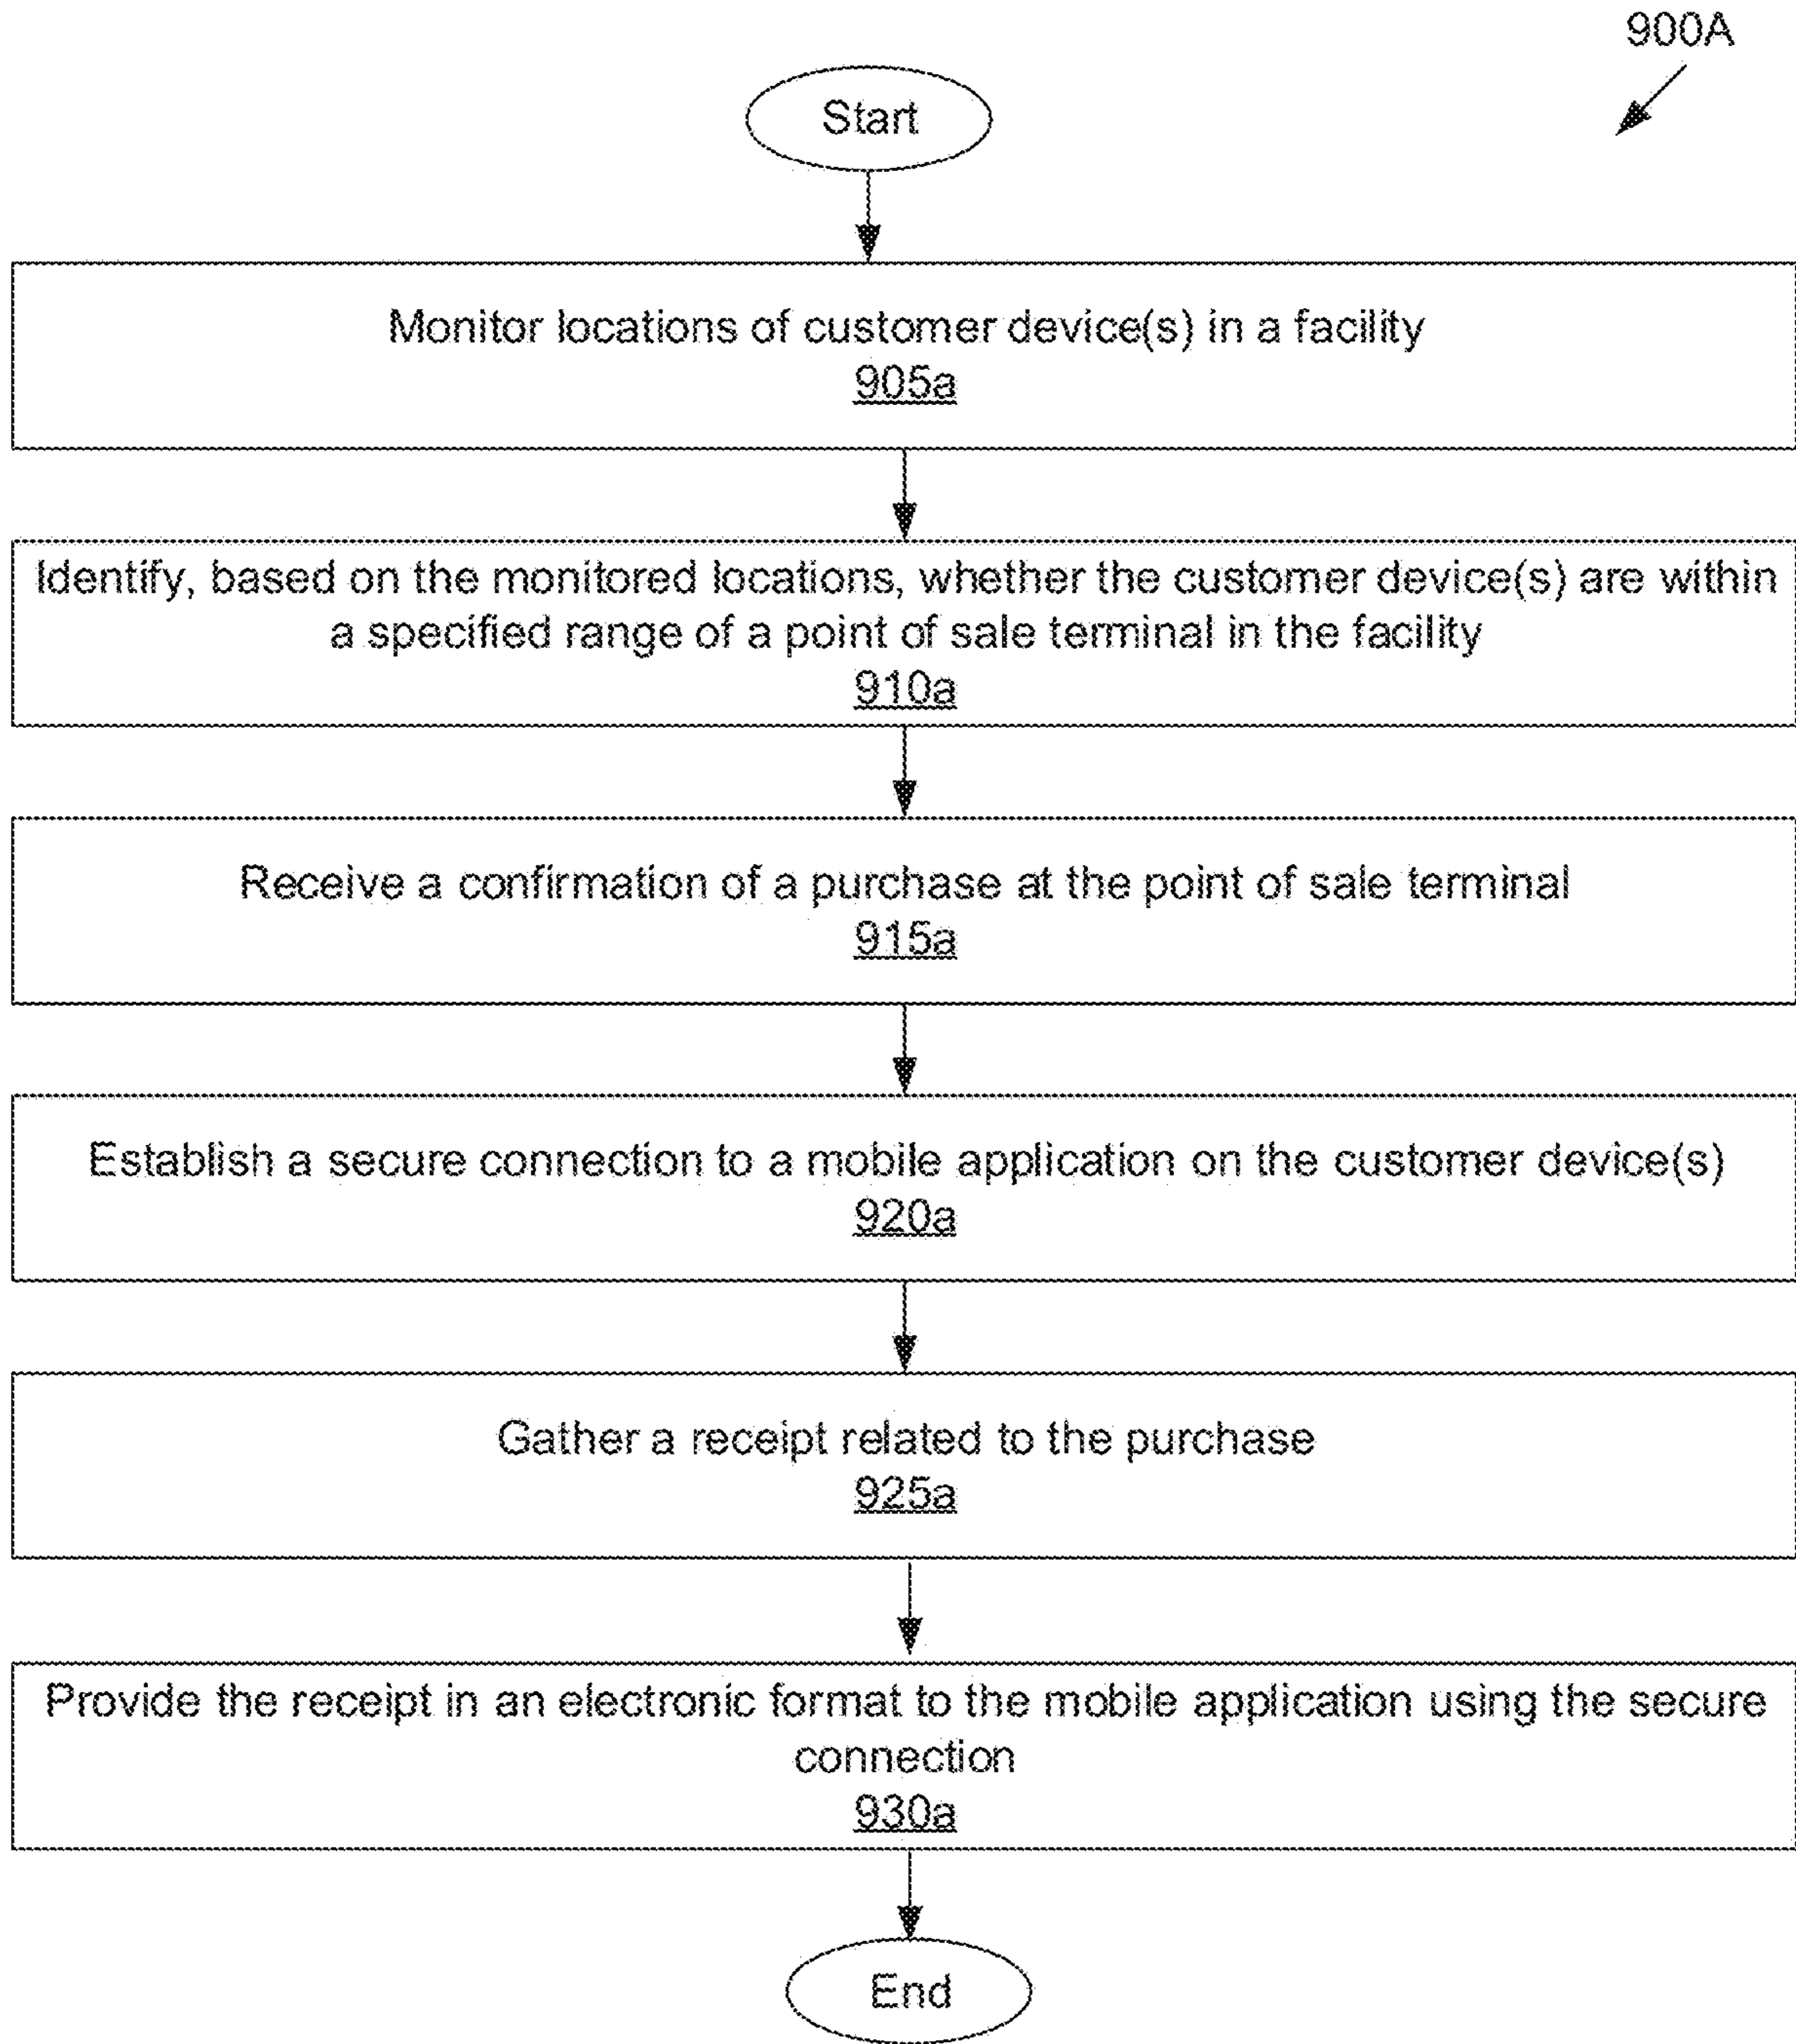 900A
Start
Monitor locations of customer device(s) in a facility
905a
Identify, based on the monitored locations, whether the customer device(s) are within
a specified range of a point of sale terminal in the facility
910a
Receive a confirmation of a purchase at the point of sale terminal
915a
Establish a secure connection to a mobile application on the customer device(s)
920a
Gather a receipt related to the purchase
925a
Provide the receipt in an electronic format to the mobile application using the secure
connection
930a
End